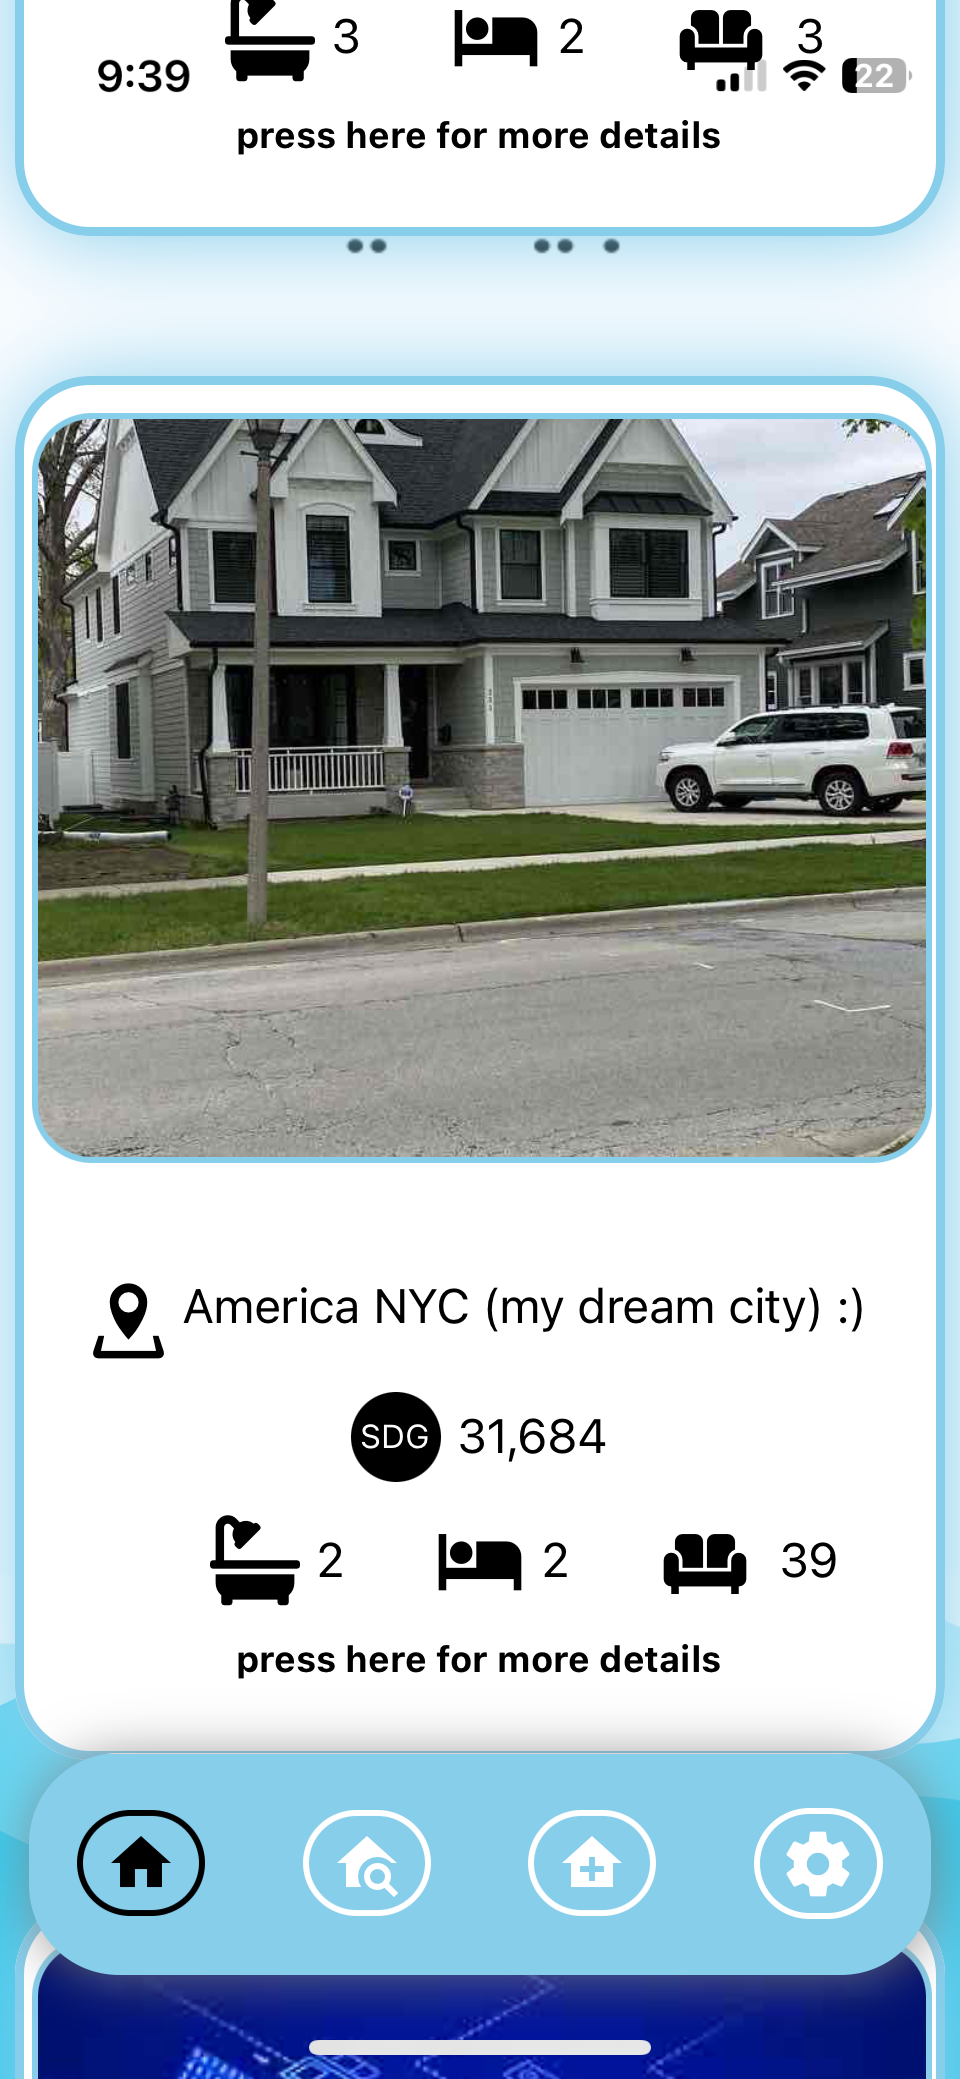 3 2 3
9:39 22
press here for more details
America NYC (my dream city) :)
SDG 31,684
2 2 39
press here for more details